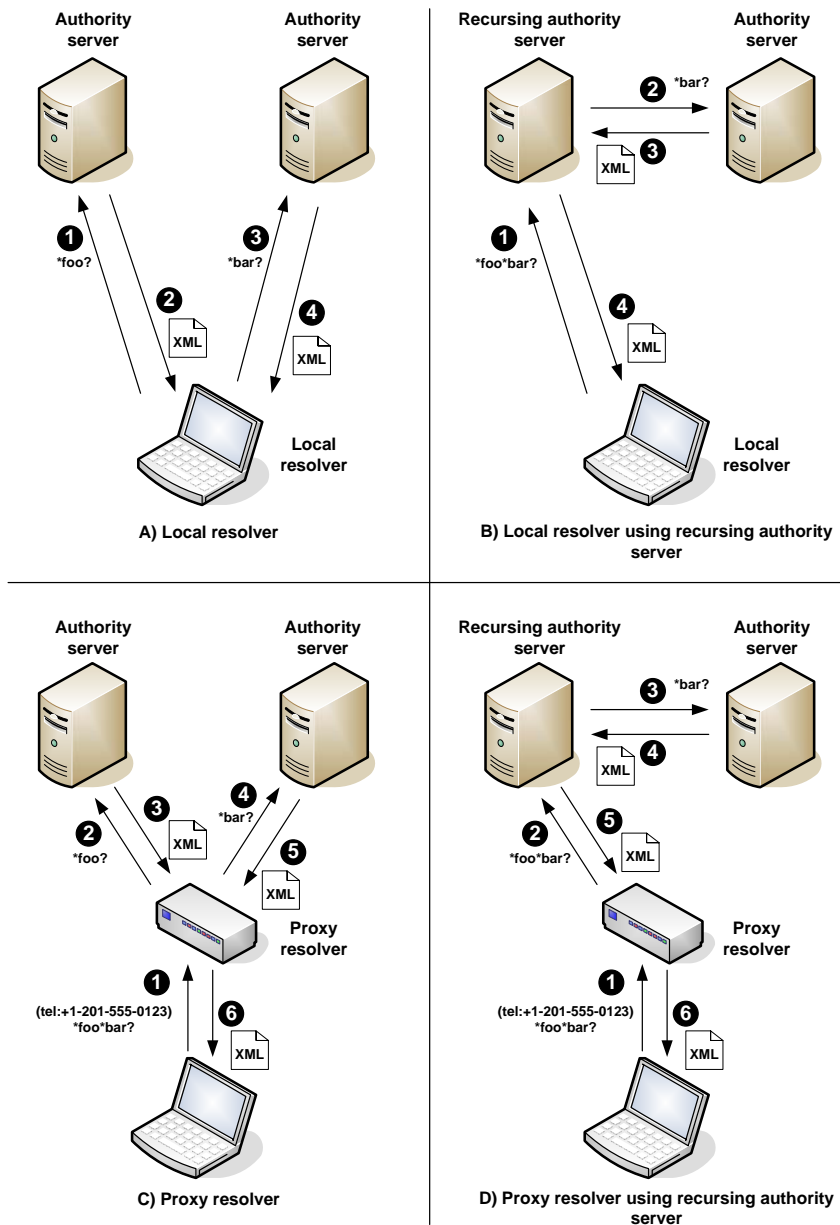 Authority
server
Authority
server
1
*foo?
2
XML
3
*bar?
4
XML
Local
resolver
A) Local resolver
Recursing authority
server
Authority
server
2
*bar?
3
XML
1
*foo*bar?
4
XML
Local
resolver
B) Local resolver using recursing authority
server
Authority
server
Authority
server
2
*foo?
3
XML
4
*bar?
5
XML
Proxy
resolver
1
(tel:+1-201-555-0123)
*foo*bar?
6
XML
C) Proxy resolver
Recursing authority
server
Authority
server
3
*bar?
4
XML
2
*foo*bar?
5
XML
Proxy
resolver
1
(tel:+1-201-555-0123)
*foo*bar?
6
XML
D) Proxy resolver using recursing authority
server